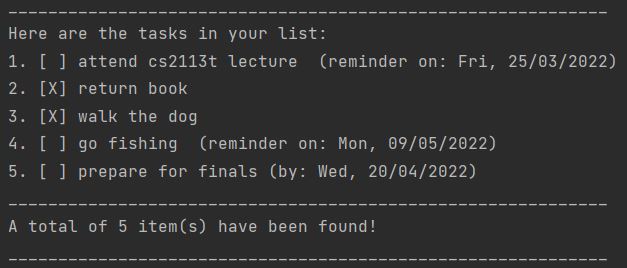 ____________________________________________________________
Here are the tasks in your list:
1. [ ] attend cs2113t lecture  (reminder on: Fri, 25/03/2022)
2. [X] return book
3. [X] walk the dog
4. [ ] go fishing  (reminder on: Mon, 09/05/2022)
5. [ ] prepare for finals (by: Wed, 20/04/2022)
____________________________________________________________
A total of 5 item(s) have been found!
____________________________________________________________